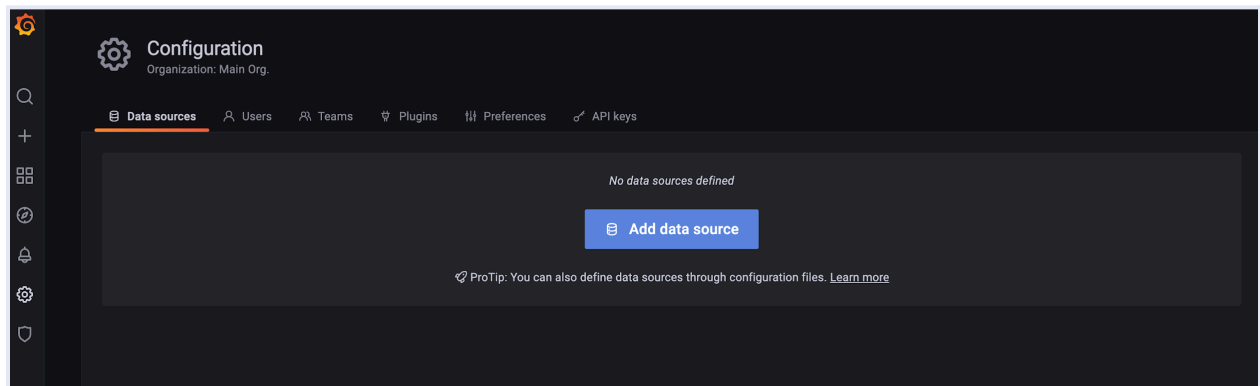 Configuration
Organization: Main Org.
Data sources Users Teams Plugins Preferences API keys
No data sources defined
Add data source
ProTip: You can also define data sources through configuration files. Learn more